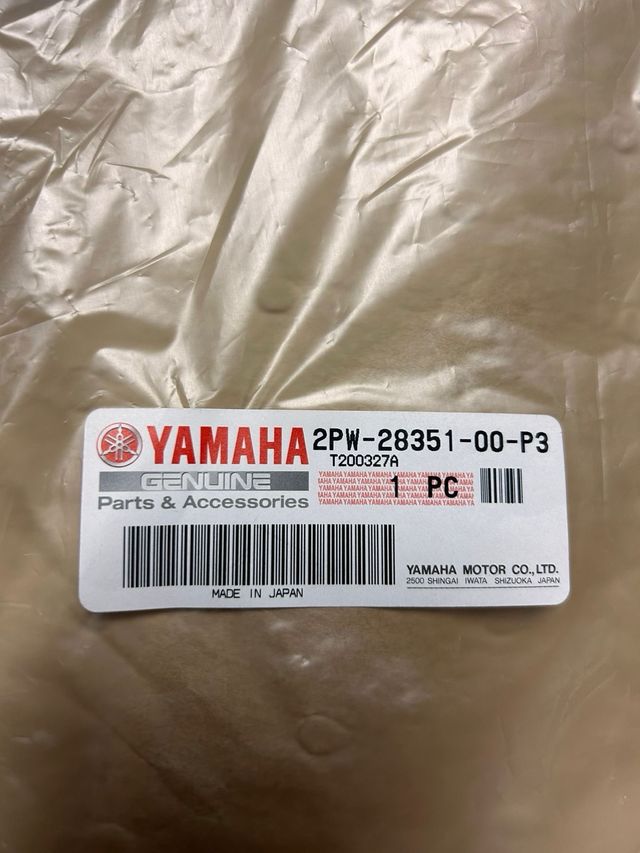 YAMAHA 2PW-28351-00-P3
T200327A
GENUINE
1 PC
Parts & Accessories
YAMAHA MOTOR CO.,LTD.
2500 SHINGAI IWATA SHIZUOKA JAPAN
MADE IN JAPAN